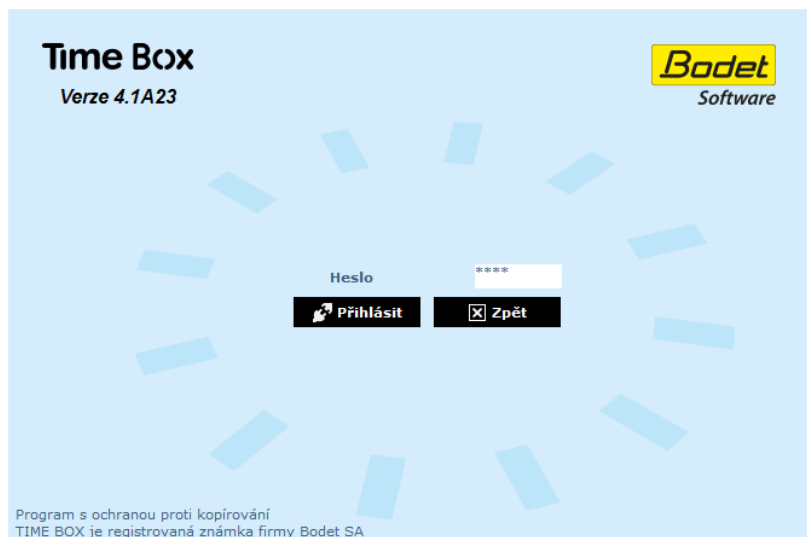 Time Box
Verze 4.1A23
Bodet
Software
Heslo
****
Přihlásit
Zpět
Program s ochranou proti kopírování
TIME BOX je registrovaná známka firmy Bodet SA